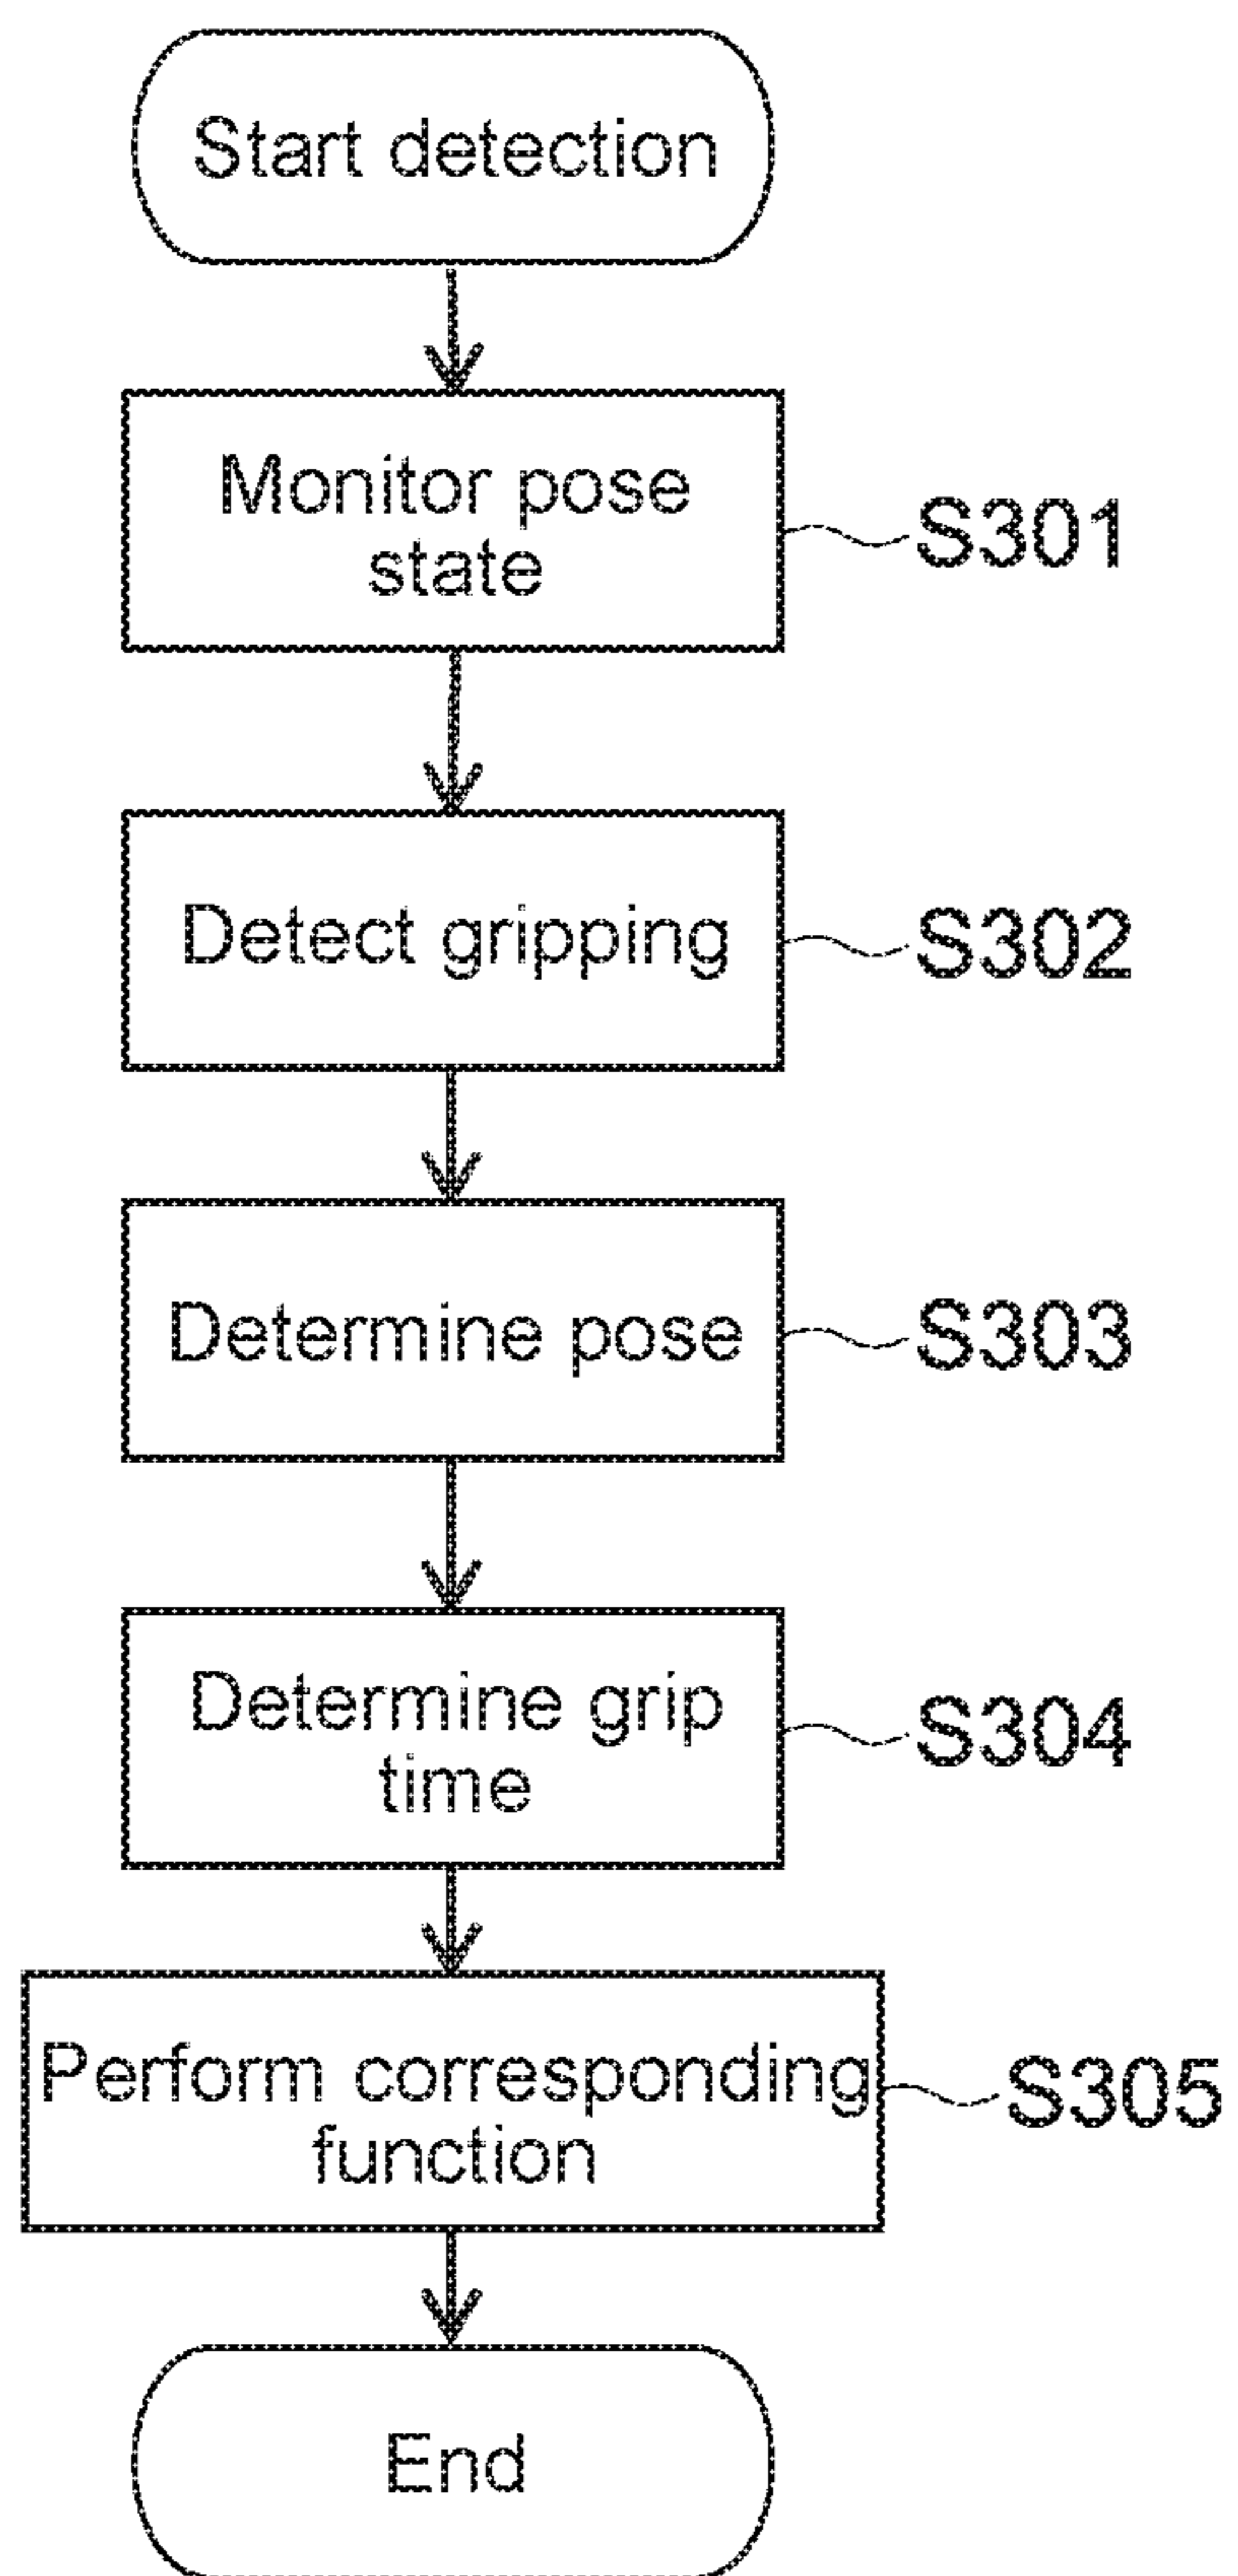 Start detection
Monitor pose
state
S301
Detect gripping
S302
Determine pose
S303
Determine grip
time
S304
Perform corresponding
function
S305
End